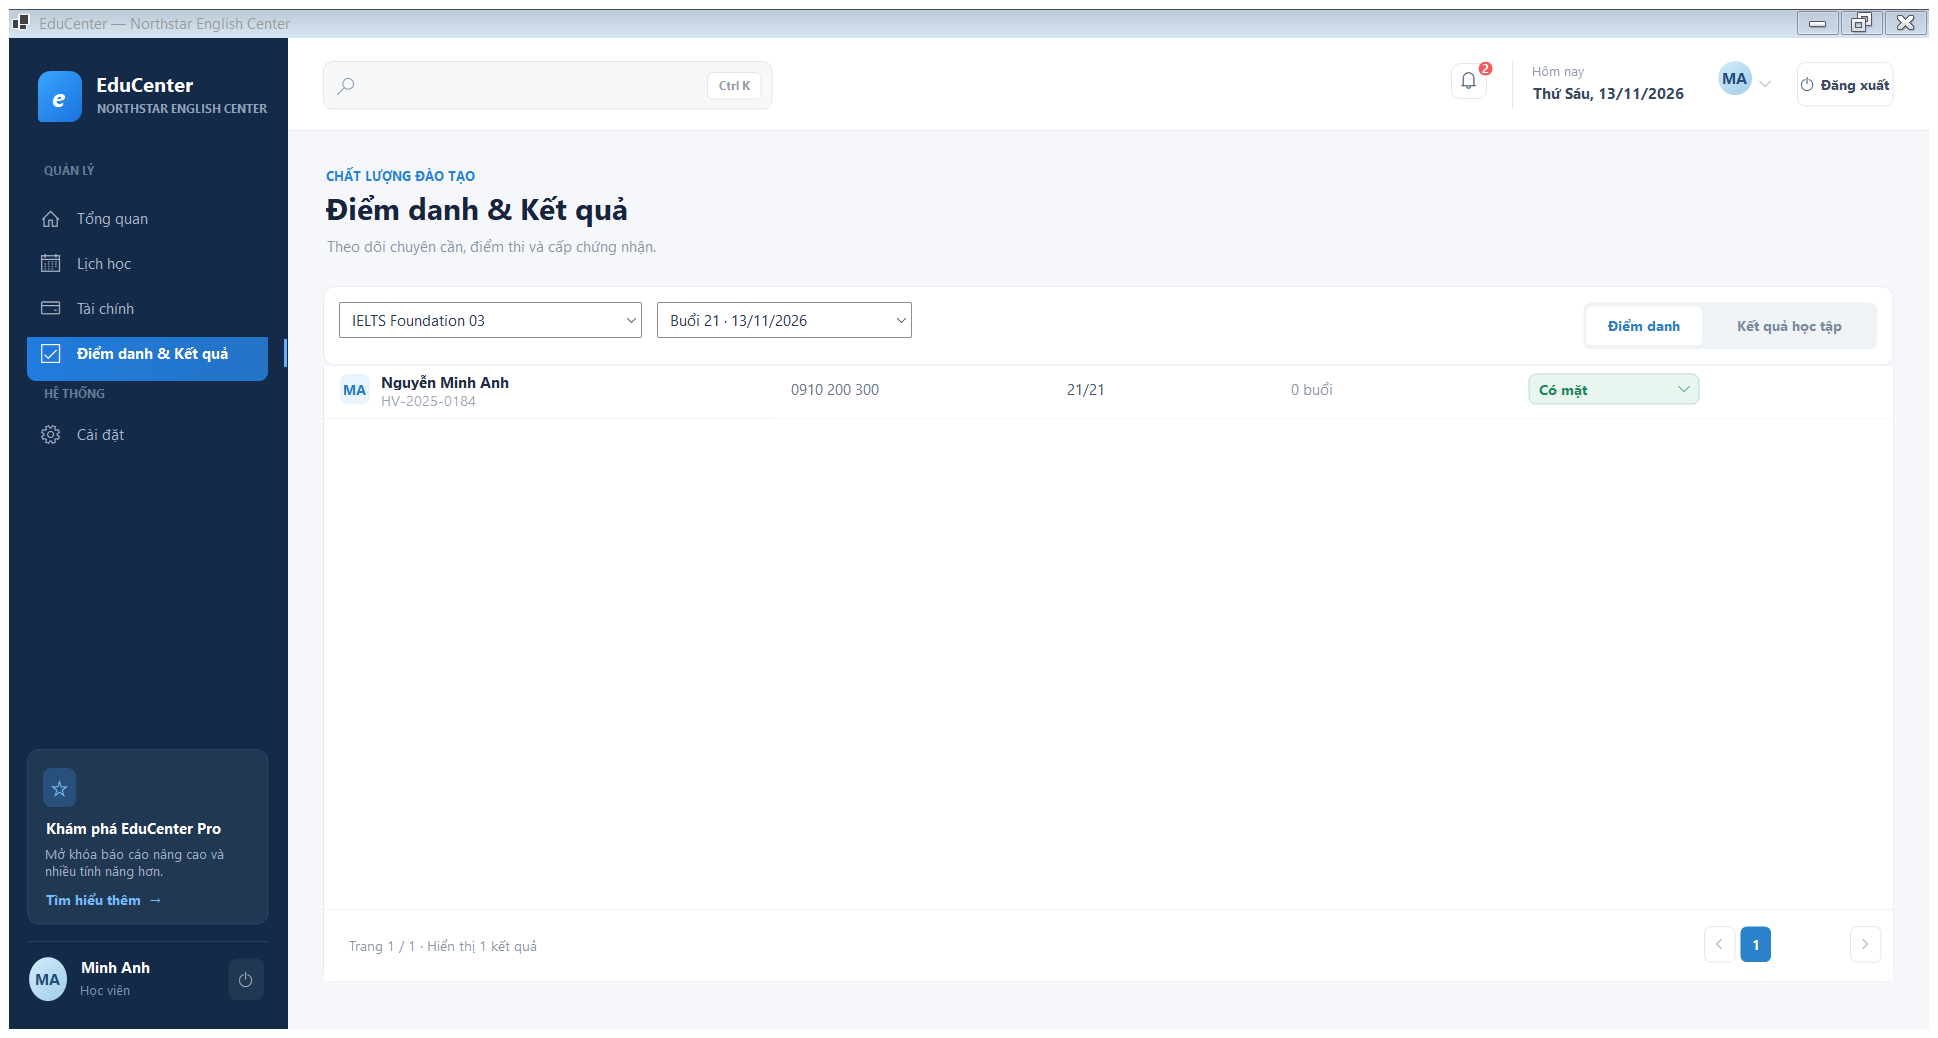 EduCenter — Northstar English Center
e
EduCenter
NORTHSTAR ENGLISH CENTER
QUẢN LÝ
Tổng quan
Lịch học
Tài chính
Điểm danh & Kết quả
HỆ THỐNG
Cài đặt
Khám phá EduCenter Pro
Mở khóa báo cáo nâng cao và
nhiều tính năng hơn.
Tìm hiểu thêm →
MA
Minh Anh
Học viên
Ctrl K
2
Hôm nay
Thứ Sáu, 13/11/2026
MA
Đăng xuất
CHẤT LƯỢNG ĐÀO TẠO
Điểm danh & Kết quả
Theo dõi chuyên cần, điểm thi và cấp chứng nhận.
IELTS Foundation 03
Buổi 21 · 13/11/2026
Điểm danh
Kết quả học tập
MA
Nguyễn Minh Anh
HV-2025-0184
0910 200 300
21/21
0 buổi
Có mặt
Trang 1 / 1 · Hiển thị 1 kết quả
1